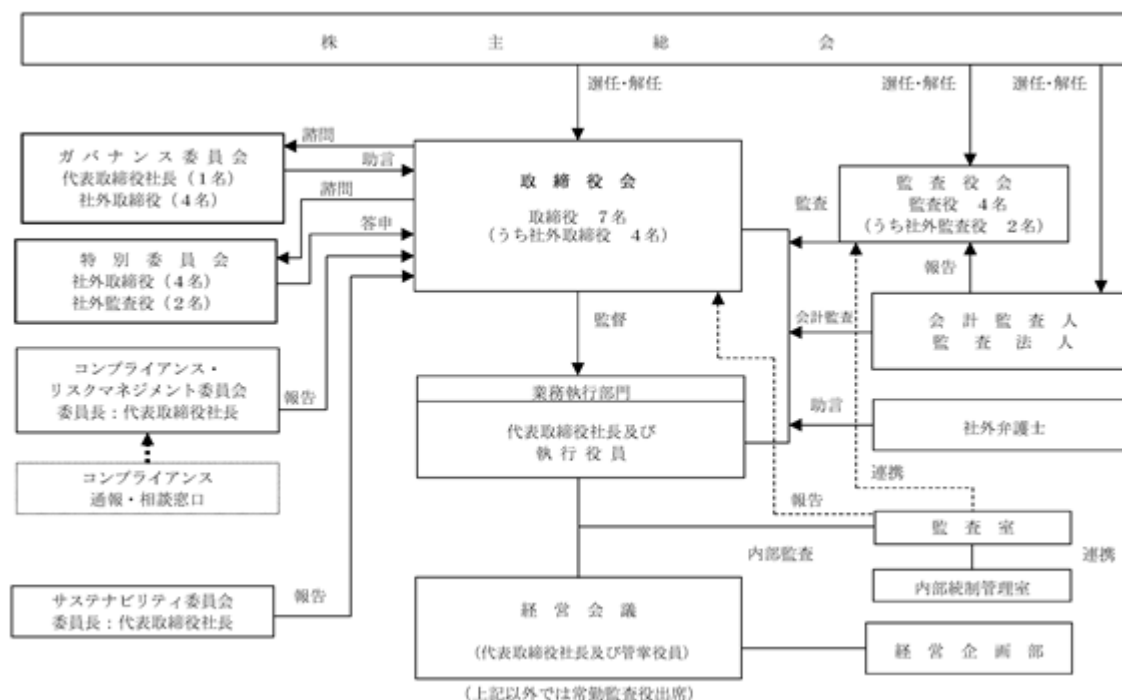 株主総会
選任・解任
選任・解任
選任・解任
諮問
ガバナンス委員会
代表取締役社長（1名）
社外取締役（4名）
助言
諮問
答申
取締役会
取締役 7名
（うち社外取締役 4名）
監査
監査役会
監査役 4名
（うち社外監査役 2名）
特別委員会
社外取締役（4名）
社外監査役（2名）
報告
監督
会計監査
会計監査人
監査法人
コンプライアンス・
リスクマネジメント委員会
委員長：代表取締役社長
報告
業務執行部門
代表取締役社長及び
執行役員
助言
社外弁護士
コンプライアンス
通報・相談窓口
連携
報告
監査室
内部監査
連携
内部統制管理室
サステナビリティ委員会
委員長：代表取締役社長
報告
経営会議
（代表取締役社長及び管掌役員）
経営企画部
（上記以外では常勤監査役出席）